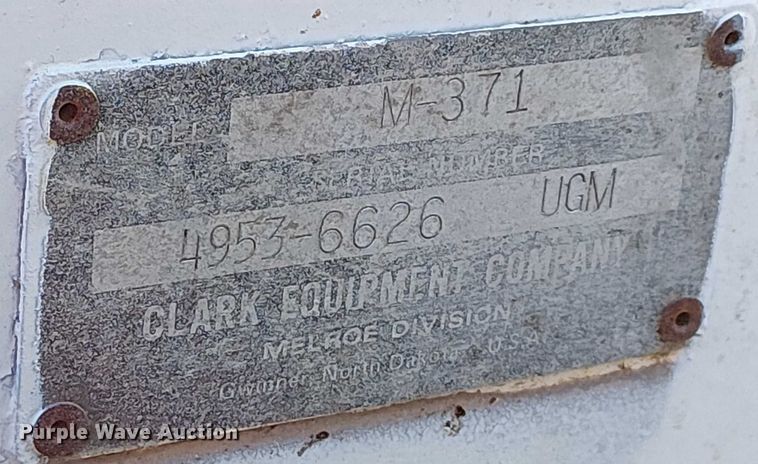 MODEL M-371
SERIAL NUMBER
4953-6626 UGM
CLARK EQUIPMENT COMPANY
MELROE DIVISION
Gwinner, North Dakota U.S.A.
Purple Wave Auction